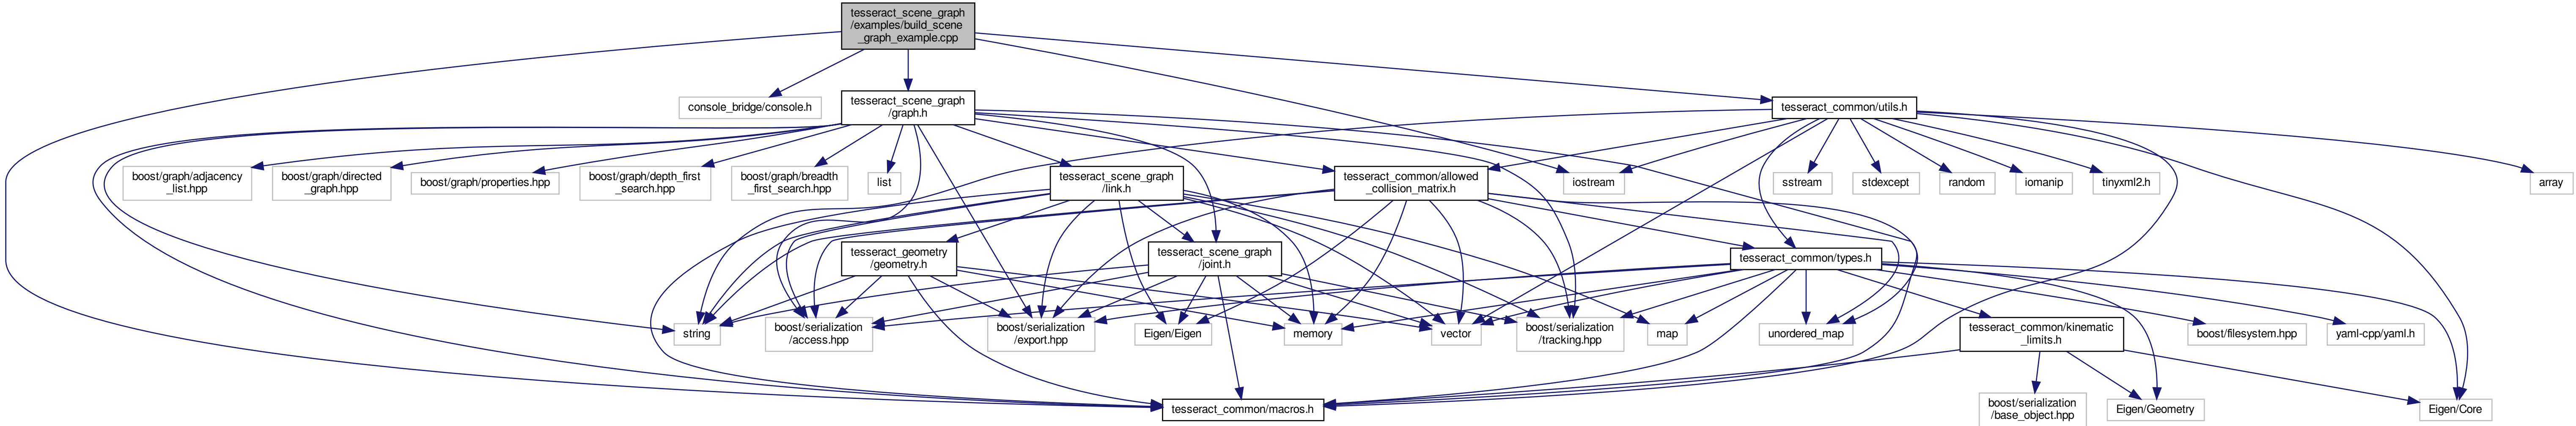 tesseract_scene_graph
/examples/build_scene
_graph_example.cpp
console_bridge/console.h
tesseract_scene_graph
/graph.h
tesseract_common/utils.h
boost/graph/adjacency
_list.hpp
boost/graph/directed
_graph.hpp
boost/graph/properties.hpp
boost/graph/depth_first
_search.hpp
boost/graph/breadth
_first_search.hpp
list
tesseract_scene_graph
/link.h
tesseract_common/allowed
_collision_matrix.h
iostream
sstream
stdexcept
random
iomanip
tinyxml2.h
array
tesseract_geometry
/geometry.h
tesseract_scene_graph
/joint.h
tesseract_common/types.h
string
boost/serialization
/access.hpp
boost/serialization
/export.hpp
Eigen/Eigen
memory
vector
boost/serialization
/tracking.hpp
map
unordered_map
tesseract_common/kinematic
_limits.h
boost/filesystem.hpp
yaml-cpp/yaml.h
tesseract_common/macros.h
boost/serialization
/base_object.hpp
Eigen/Geometry
Eigen/Core